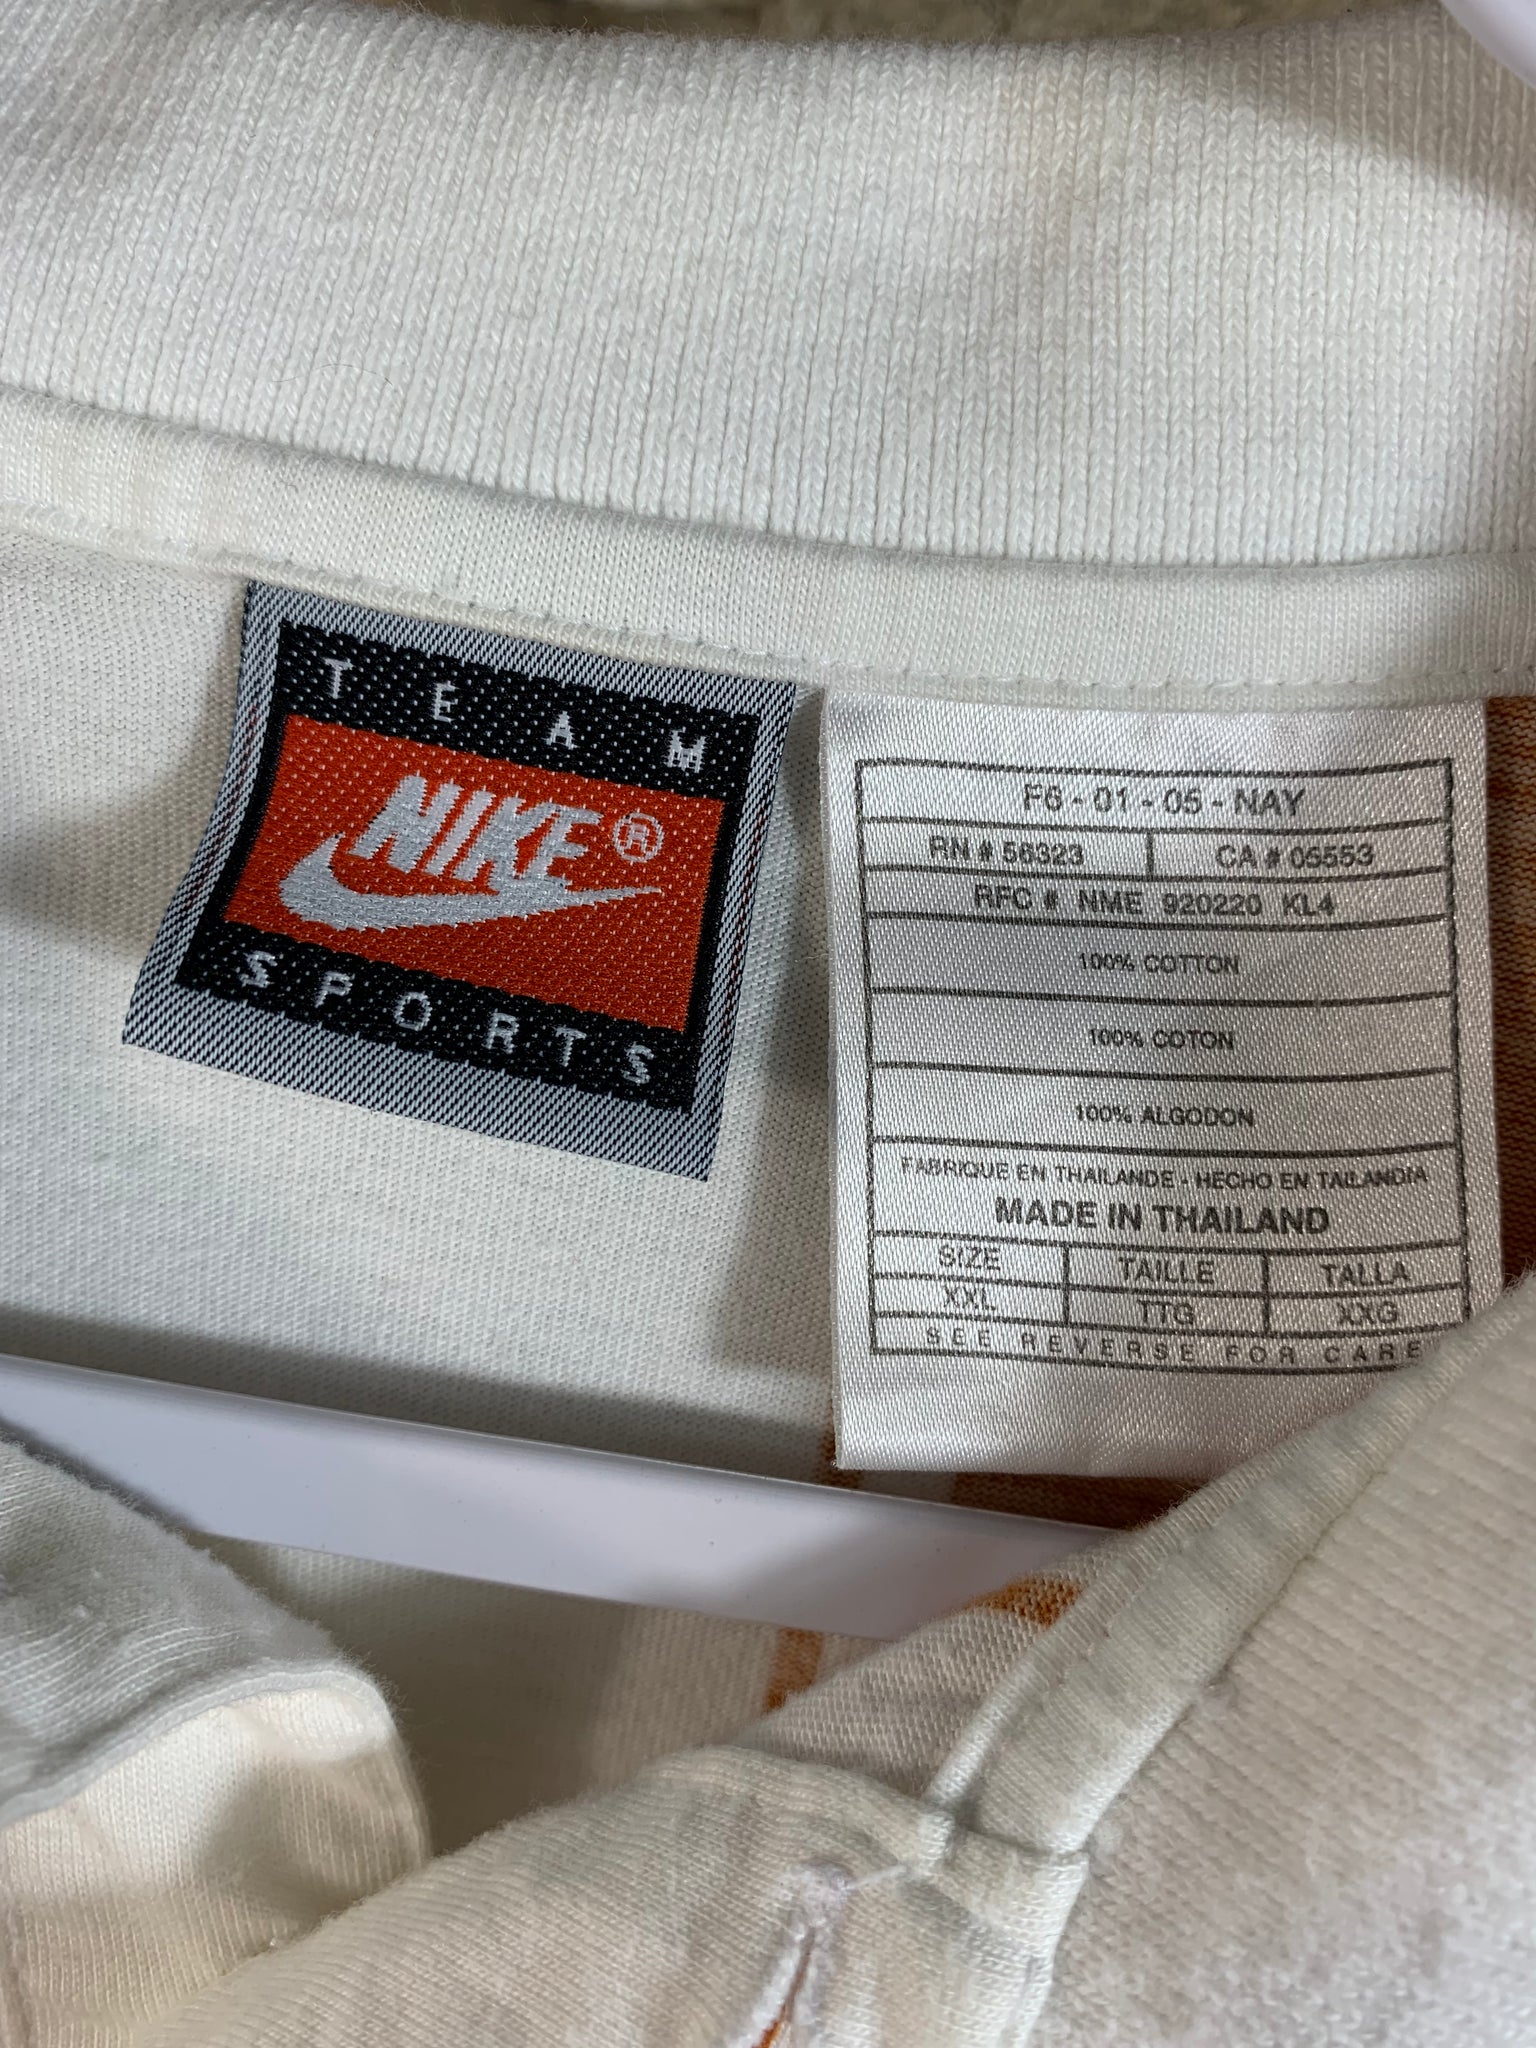 TEAM
NIKE®
SPORTS
F6 - 01 - 05 - NAY
RN # 56323 CA # 05553
RFC # NME 920220 KL4
100% COTTON
100% COTON
100% ALGODON
FABRIQUE EN THAILANDE - HECHO EN TAILANDIA
MADE IN THAILAND
SIZE TAILLE TALLA
XXL TTG XXG
SEE REVERSE FOR CARE